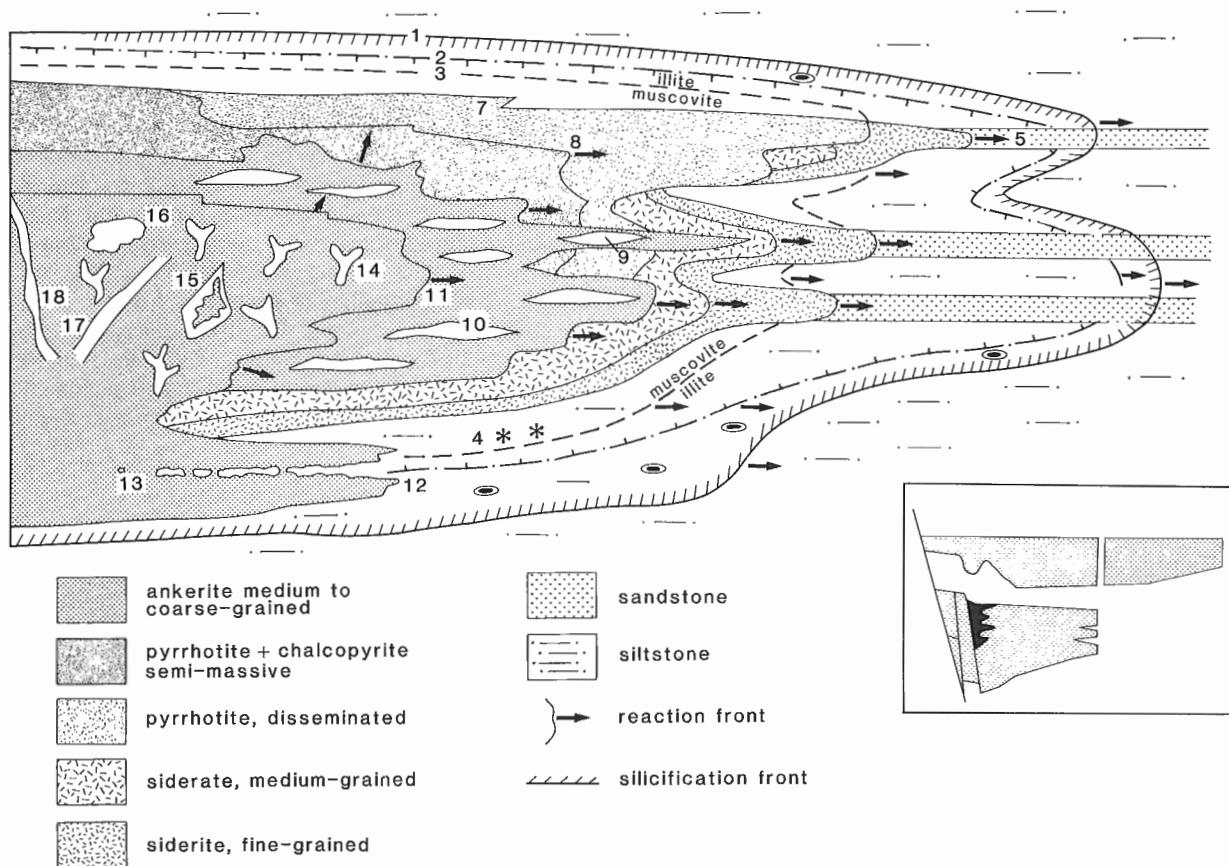 1
2
3
illite
muscovite
7
8
5
16
9
14
15
11
18
17
10
muscovite
illite
4 * *
13
12
ankerite medium to
coarse-grained
pyrrhotite + chalcopyrite
semi-massive
pyrrhotite, disseminated
siderate, medium-grained
siderite, fine-grained
sandstone
siltstone
reaction front
silicification front